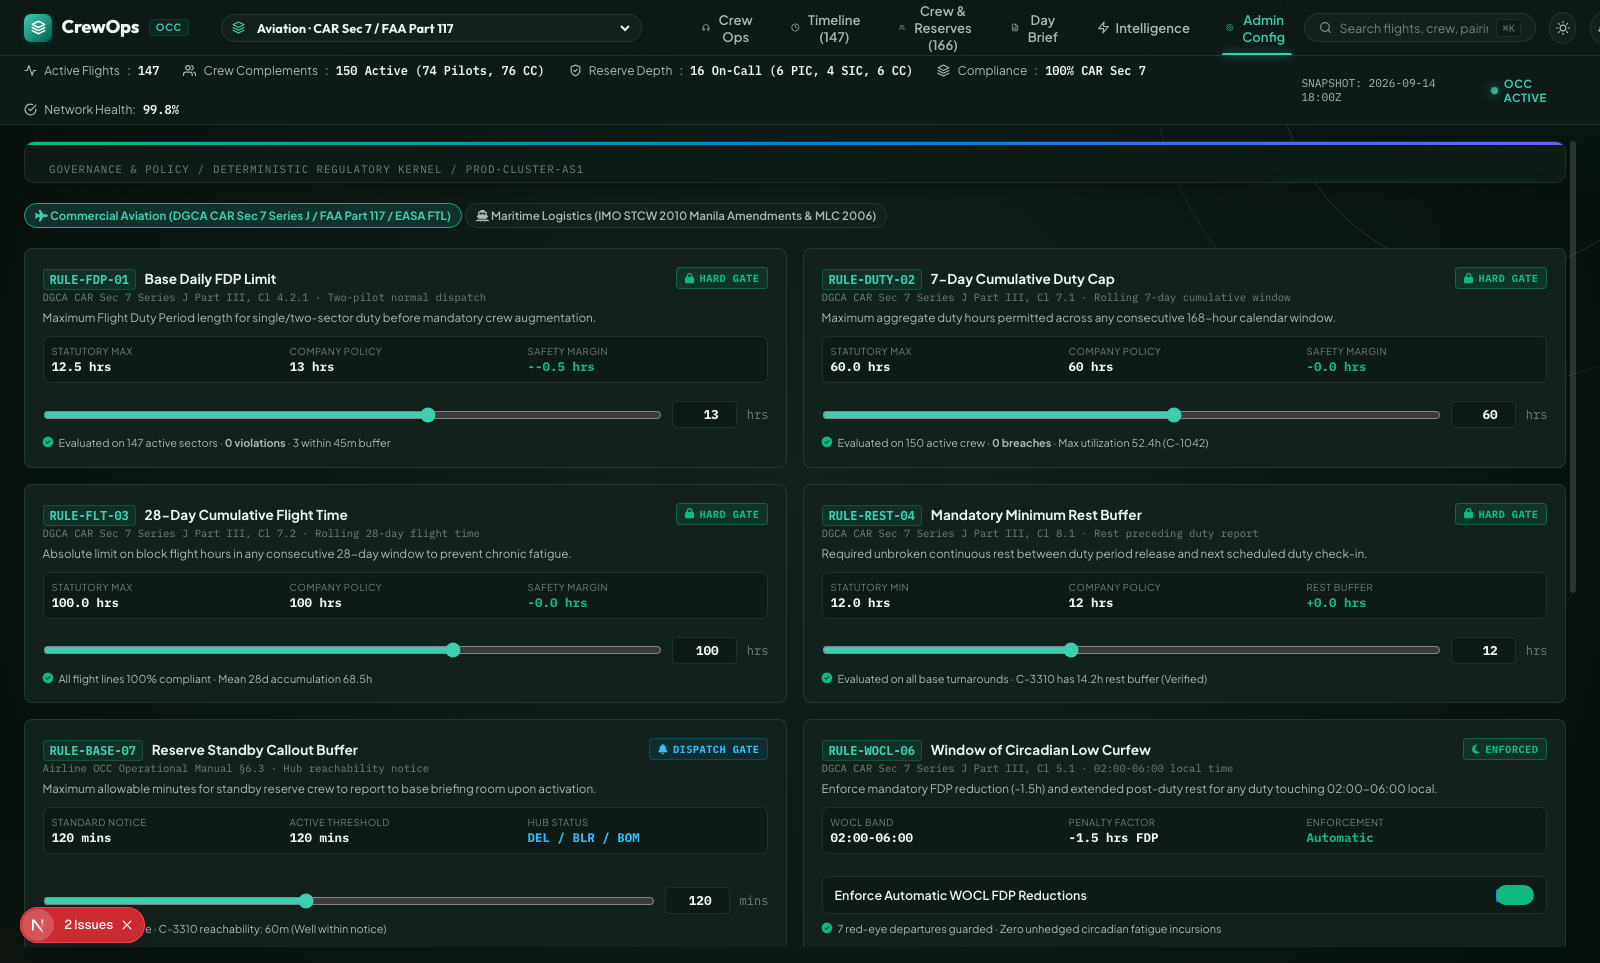 CrewOps
OCC
Aviation · CAR Sec 7 / FAA Part 117
Crew Ops
Timeline (147)
Crew & Reserves (166)
Day Brief
Intelligence
Admin Config
Search flights, crew, pairin
⌘K
Active Flights : 147
Crew Complements : 150 Active (74 Pilots, 76 CC)
Reserve Depth : 16 On-Call (6 PIC, 4 SIC, 6 CC)
Compliance : 100% CAR Sec 7
Network Health: 99.8%
SNAPSHOT: 2026-09-14 18:00Z
OCC ACTIVE
GOVERNANCE & POLICY / DETERMINISTIC REGULATORY KERNEL / PROD-CLUSTER-AS1
Commercial Aviation (DGCA CAR Sec 7 Series J / FAA Part 117 / EASA FTL)
Maritime Logistics (IMO STCW 2010 Manila Amendments & MLC 2006)
RULE-FDP-01 Base Daily FDP Limit
HARD GATE
DGCA CAR Sec 7 Series J Part III, Cl 4.2.1 · Two-pilot normal dispatch
Maximum Flight Duty Period length for single/two-sector duty before mandatory crew augmentation.
STATUTORY MAX COMPANY POLICY SAFETY MARGIN
12.5 hrs 13 hrs --0.5 hrs
13 hrs
Evaluated on 147 active sectors · 0 violations · 3 within 45m buffer
RULE-DUTY-02 7-Day Cumulative Duty Cap
HARD GATE
DGCA CAR Sec 7 Series J Part III, Cl 7.1 · Rolling 7-day cumulative window
Maximum aggregate duty hours permitted across any consecutive 168-hour calendar window.
STATUTORY MAX COMPANY POLICY SAFETY MARGIN
60.0 hrs 60 hrs -0.0 hrs
60 hrs
Evaluated on 150 active crew · 0 breaches · Max utilization 52.4h (C-1042)
RULE-FLT-03 28-Day Cumulative Flight Time
HARD GATE
DGCA CAR Sec 7 Series J Part III, Cl 7.2 · Rolling 28-day flight time
Absolute limit on block flight hours in any consecutive 28-day window to prevent chronic fatigue.
STATUTORY MAX COMPANY POLICY SAFETY MARGIN
100.0 hrs 100 hrs -0.0 hrs
100 hrs
All flight lines 100% compliant · Mean 28d accumulation 68.5h
RULE-REST-04 Mandatory Minimum Rest Buffer
HARD GATE
DGCA CAR Sec 7 Series J Part III, Cl 8.1 · Rest preceding duty report
Required unbroken continuous rest between duty period release and next scheduled duty check-in.
STATUTORY MIN COMPANY POLICY REST BUFFER
12.0 hrs 12 hrs +0.0 hrs
12 hrs
Evaluated on all base turnarounds · C-3310 has 14.2h rest buffer (Verified)
RULE-BASE-07 Reserve Standby Callout Buffer
DISPATCH GATE
Airline OCC Operational Manual §6.3 · Hub reachability notice
Maximum allowable minutes for standby reserve crew to report to base briefing room upon activation.
STANDARD NOTICE ACTIVE THRESHOLD HUB STATUS
120 mins 120 mins DEL / BLR / BOM
120 mins
e · C-3310 reachability: 60m (Well within notice)
RULE-WOCL-06 Window of Circadian Low Curfew
ENFORCED
DGCA CAR Sec 7 Series J Part III, Cl 5.1 · 02:00-06:00 local time
Enforce mandatory FDP reduction (-1.5h) and extended post-duty rest for any duty touching 02:00–06:00 local.
WOCL BAND PENALTY FACTOR ENFORCEMENT
02:00-06:00 -1.5 hrs FDP Automatic
Enforce Automatic WOCL FDP Reductions
7 red-eye departures guarded · Zero unhedged circadian fatigue incursions
N 2 Issues